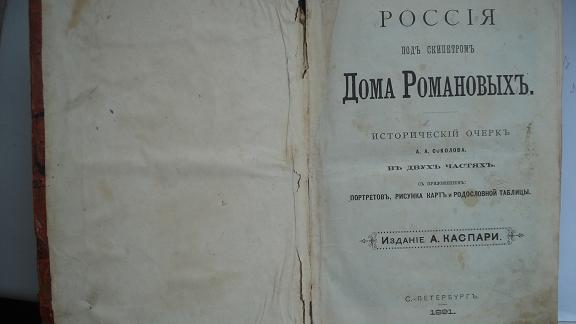 РОССІЯ
ПОДЪ СКИПЕТРОМЪ
Дома Романовыхъ.
ИСТОРИЧЕСКІЙ ОЧЕРКЪ
А. А. СОКОЛОВА.
ВЪ ДВУХЪ ЧАСТЯХЪ.
СЪ ПРИЛОЖЕНІЕМЪ:
ПОРТРЕТОВЪ, РИСУНКА КАРТЪ и РОДОСЛОВНОЙ ТАБЛИЦЫ.
Изданіе А. КАСПАРИ.
С.-ПЕТЕРБУРГЪ.
1891.